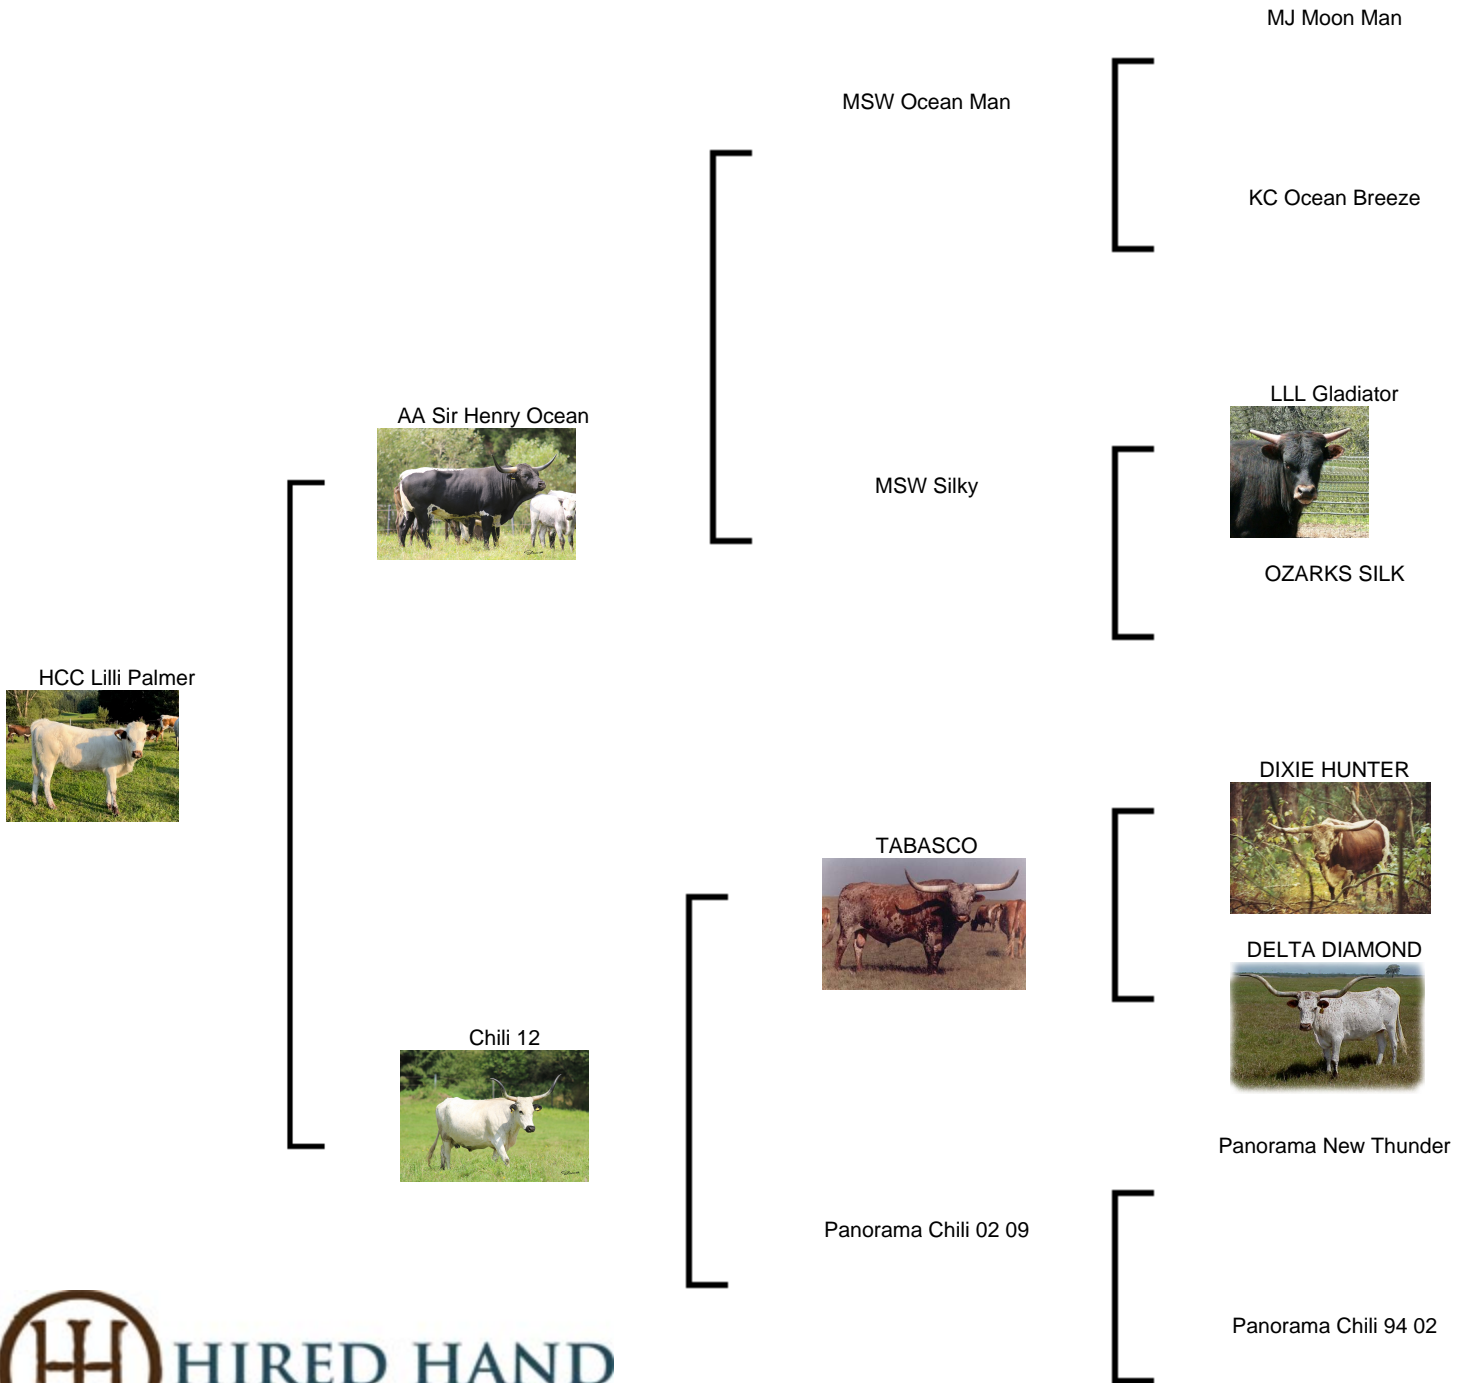 MJ Moon Man
MSW Ocean Man
KC Ocean Breeze
LLL Gladiator
AA Sir Henry Ocean
MSW Silky
OZARKS SILK
HCC Lilli Palmer
DIXIE HUNTER
TABASCO
DELTA DIAMOND
Chili 12
Panorama New Thunder
Panorama Chili 02 09
Panorama Chili 94 02
HIRED HAND